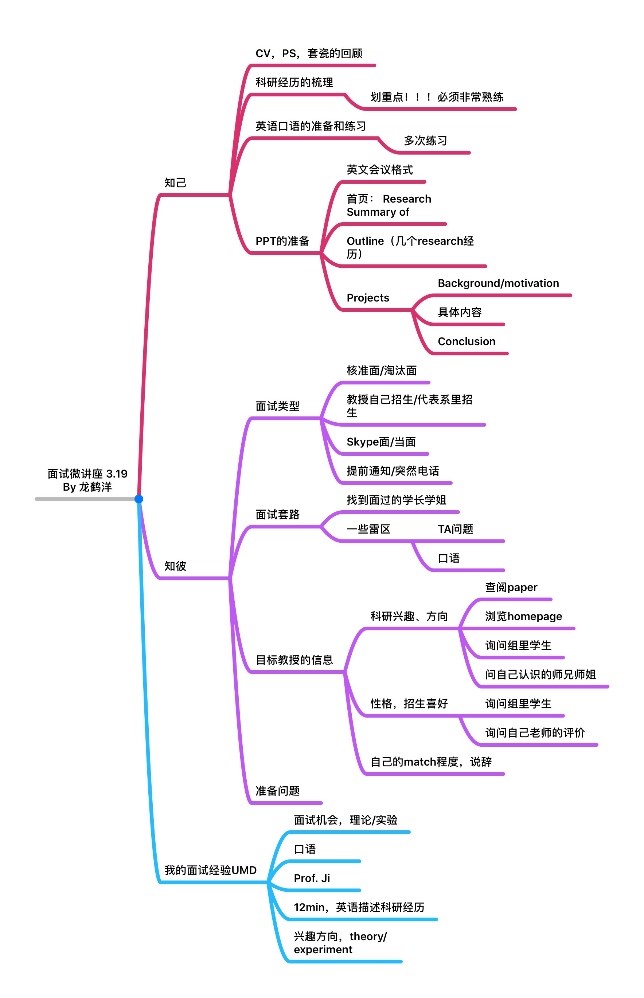 面试微讲座 3.19
By 龙鹤洋
知己
CV，PS，套瓷的回顾
科研经历的梳理
划重点！！！必须非常熟练
英语口语的准备和练习
多次练习
PPT的准备
英文会议格式
首页： Research
Summary of
Outline（几个research经
历）
Projects
Background/motivation
具体内容
Conclusion
知彼
面试类型
核准面/淘汰面
教授自己招生/代表系里招
生
Skype面/当面
提前通知/突然电话
面试套路
找到面过的学长学姐
一些雷区
TA问题
口语
目标教授的信息
科研兴趣、方向
查阅paper
浏览homepage
询问组里学生
问自己认识的师兄师姐
性格，招生喜好
询问组里学生
询问自己老师的评价
自己的match程度，说辞
准备问题
我的面试经验UMD
面试机会，理论/实验
口语
Prof. Ji
12min，英语描述科研经历
兴趣方向，theory/
experiment